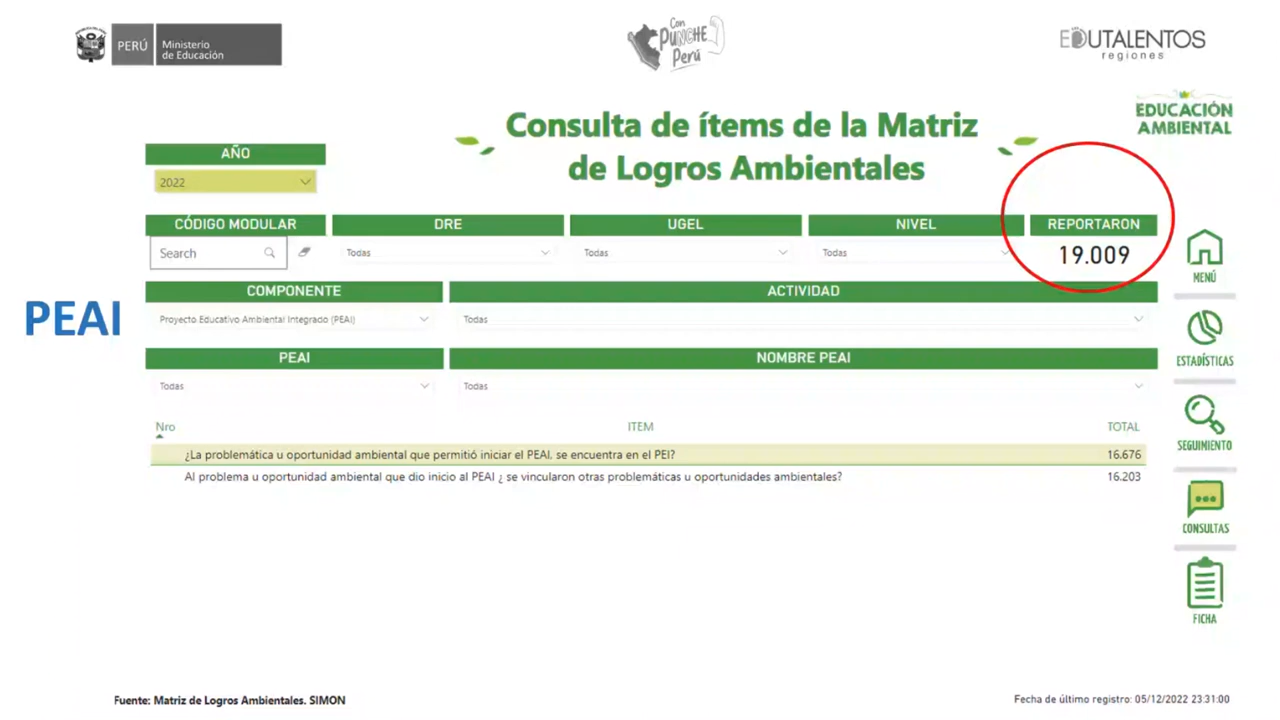 PERÚ
Ministerio
de Educación
Con
PUNCHE
Perú
EDUTALENTOS
regiones
EDUCACIÓN
AMBIENTAL
Consulta de ítems de la Matriz
de Logros Ambientales
AÑO
2022
CÓDIGO MODULAR
DRE
UGEL
NIVEL
REPORTARON
Search
Todas
Todas
Todas
19.009
MENÚ
COMPONENTE
ACTIVIDAD
PEAI
Proyecto Educativo Ambiental Integrado (PEAI)
Todas
ESTADÍSTICAS
PEAI
NOMBRE PEAI
Todas
Todas
Nro
ITEM
TOTAL
SEGUIMIENTO
¿La problemática u oportunidad ambiental que permitió iniciar el PEAI, se encuentra en el PEI?
16.676
Al problema u oportunidad ambiental que dio inicio al PEAI ¿ se vincularon otras problemáticas u oportunidades ambientales?
16.203
CONSULTAS
FICHA
Fuente: Matriz de Logros Ambientales. SIMON
Fecha de último registro: 05/12/2022 23:31:00